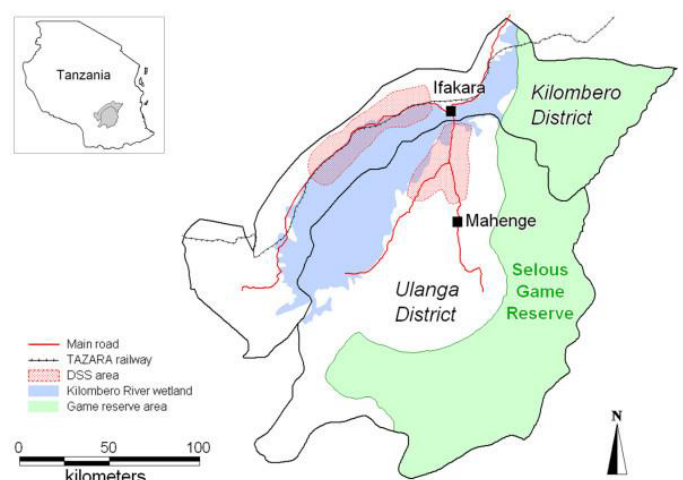 Tanzania
Ifakara
Kilombero
District
Mahenge
Selous
Game
Reserve
Ulanga
District
Main road
TAZARA railway
DSS area
Kilombero River wetland
Game reserve area
0 50 100
kilometers
N